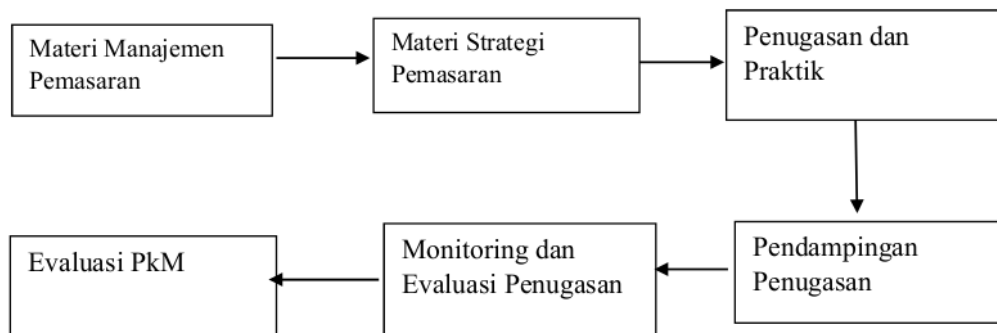 Materi Manajemen
Pemasaran
Materi Strategi
Pemasaran
Penugasan dan
Praktik
Pendampingan
Penugasan
Monitoring dan
Evaluasi Penugasan
Evaluasi PkM